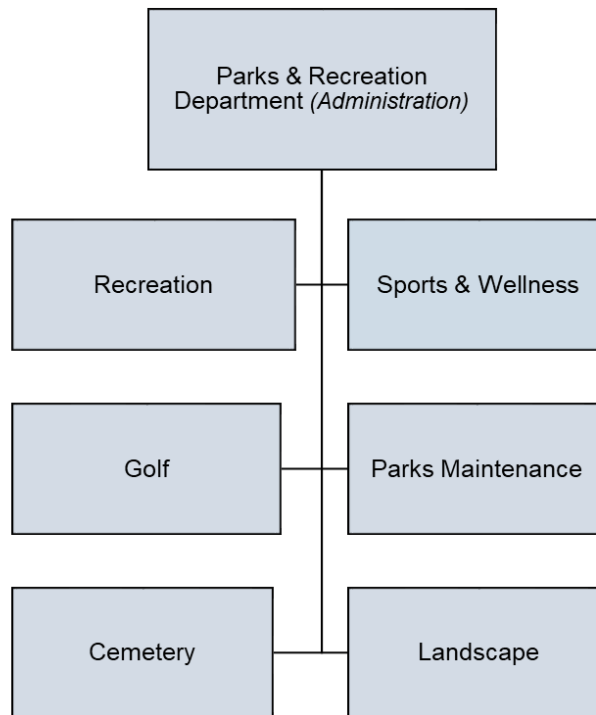 Parks & Recreation
Department (Administration)
Recreation
Sports & Wellness
Golf
Parks Maintenance
Cemetery
Landscape